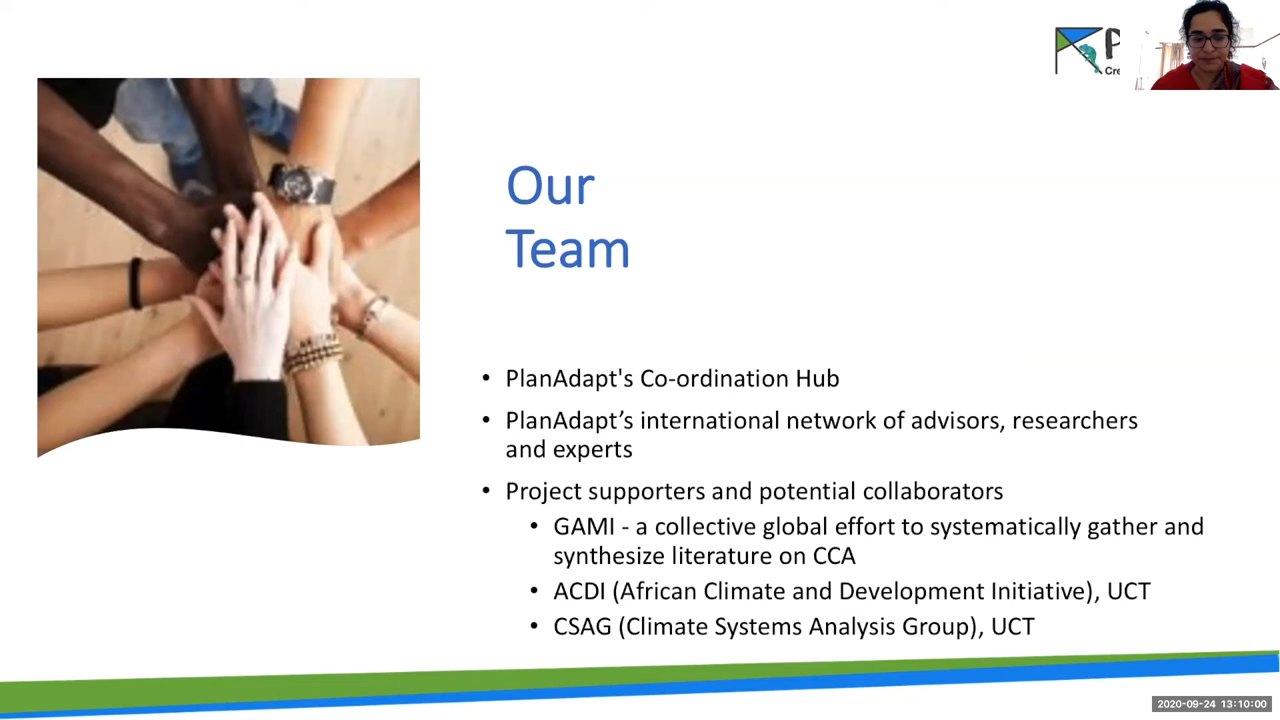 Our
Team
• PlanAdapt's Co-ordination Hub
• PlanAdapt’s international network of advisors, researchers
and experts
• Project supporters and potential collaborators
• GAMI - a collective global effort to systematically gather and
synthesize literature on CCA
• ACDI (African Climate and Development Initiative), UCT
• CSAG (Climate Systems Analysis Group), UCT
2020-09-24 13:10:00